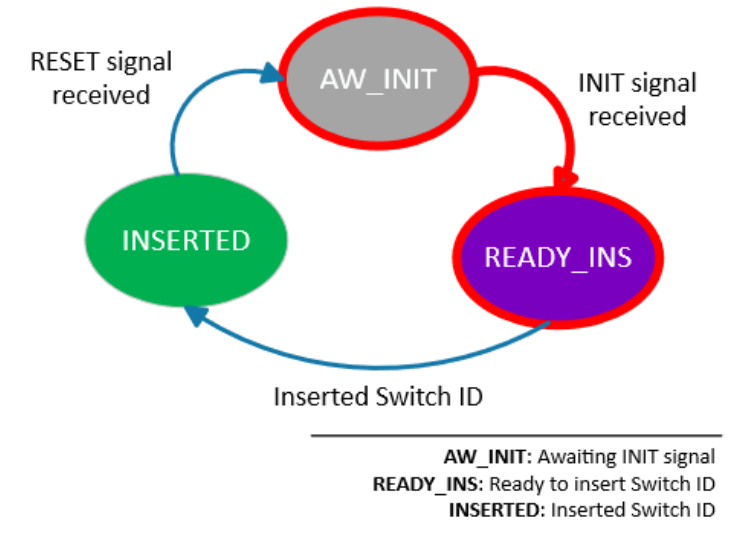 RESET signal
received
AW_INIT
INIT signal
received
INSERTED
READY_INS
Inserted Switch ID
AW_INIT: Awaiting INIT signal
READY_INS: Ready to insert Switch ID
INSERTED: Inserted Switch ID